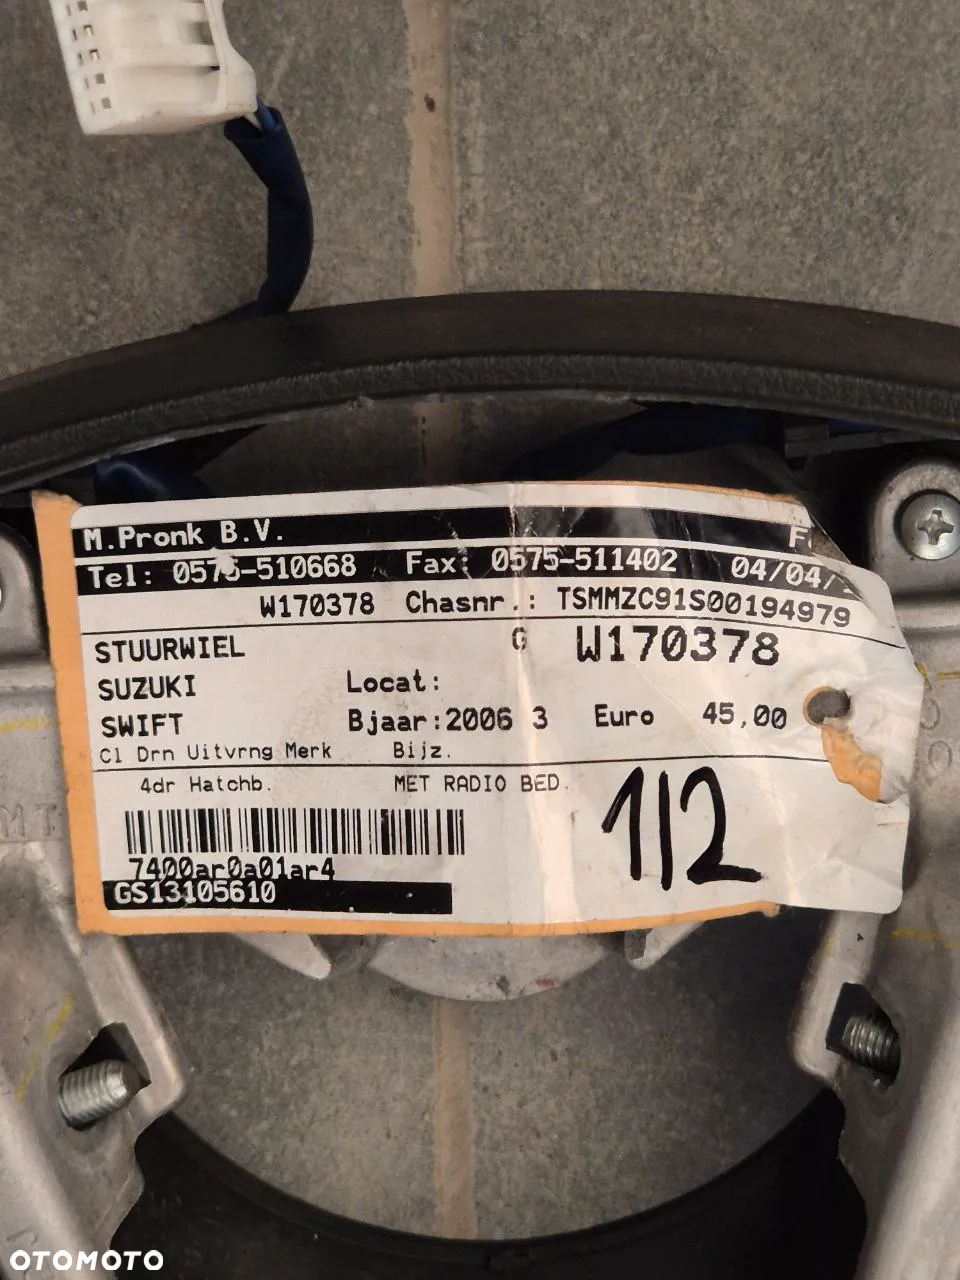 M.Pronk B.V.
Tel: 0575-510668 Fax: 0575-511402 04/04/
W170378 Chasnr.: TSMMZC91S00194979
STUURWIEL G W170378
SUZUKI Locat:
SWIFT Bjaar:2006 3 Euro 45,00
Cl Drn Uitvrng Merk Bijz.
4dr Hatchb. MET RADIO BED.
112
7400ar0a01ar4
GS13105610
OTOMOTO